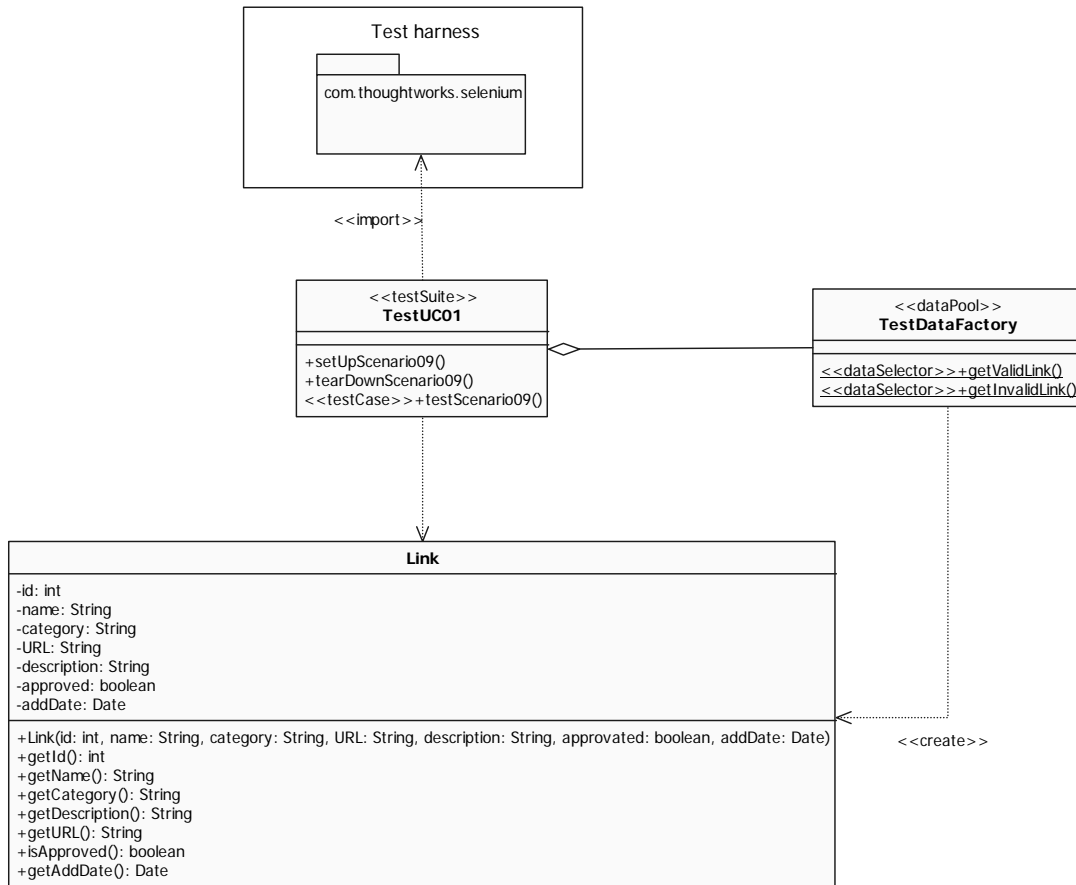 Test harness
com.thoughtworks.selenium
<<import>>
<<testSuite>>
TestUC01
+setUpScenario09()
+tearDownScenario09()
<<testCase>>+testScenario09()
<<dataPool>>
TestDataFactory
<<dataSelector>>+getValidLink()
<<dataSelector>>+getInvalidLink()
Link
-id: int
-name: String
-category: String
-URL: String
-description: String
-approved: boolean
-addDate: Date
+Link(id: int, name: String, category: String, URL: String, description: String, approvated: boolean, addDate: Date)
+getId(): int
+getName(): String
+getCategory(): String
+getDescription(): String
+getURL(): String
+isApproved(): boolean
+getAddDate(): Date
<<create>>